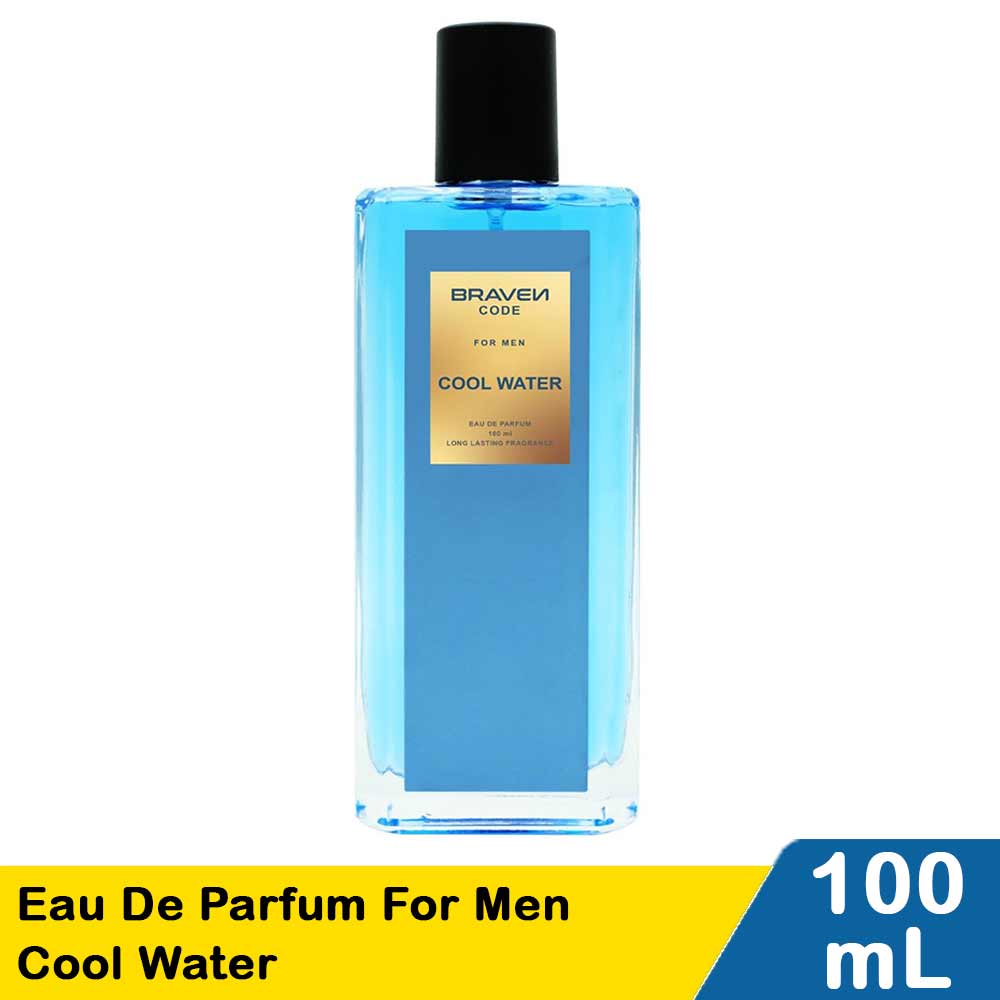 BRAVEN
CODE
FOR MEN
COOL WATER
EAU DE PARFUM
100 ml
LONG LASTING FRAGRANCE
Eau De Parfum For Men
Cool Water
100
mL